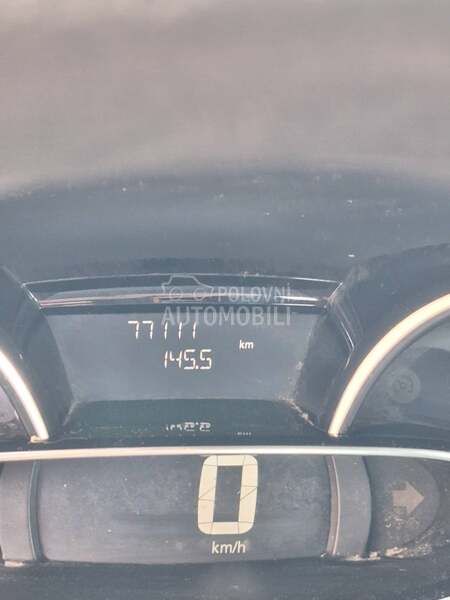 POLOVNI
AUTOMOBILI
77111
145.5 km
0
km/h